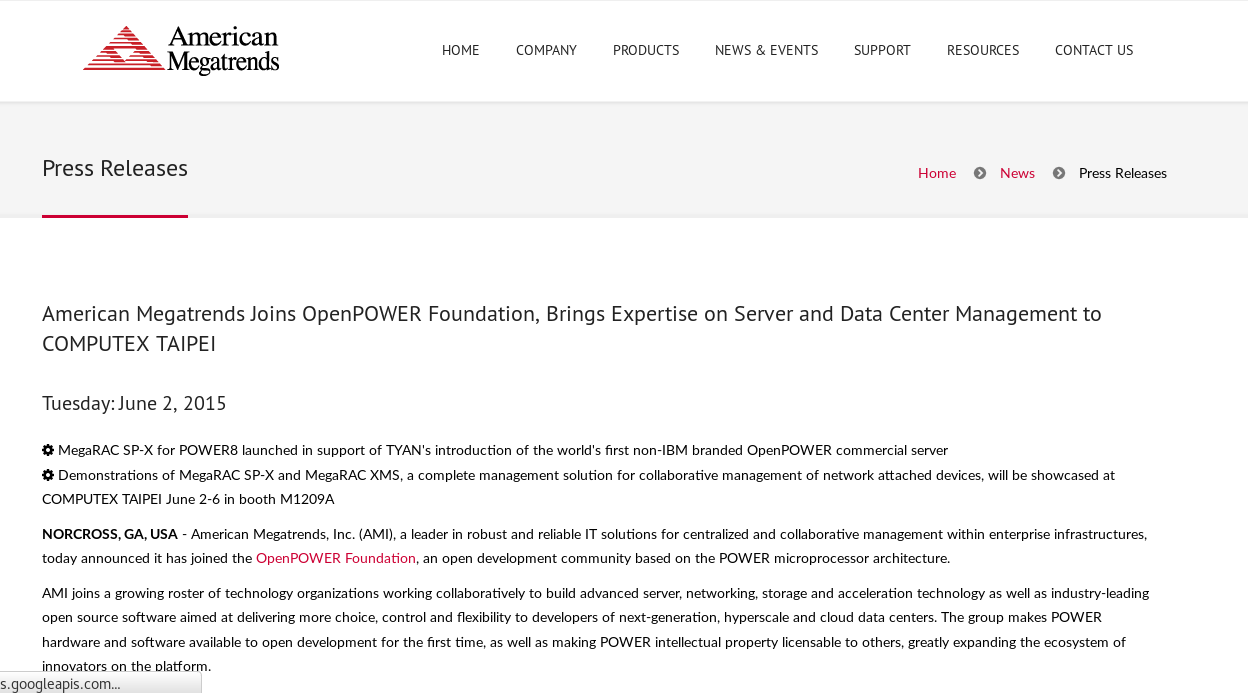 American
Megatrends
HOME COMPANY PRODUCTS NEWS & EVENTS SUPPORT RESOURCES CONTACT US
Press Releases
Home News Press Releases
American Megatrends Joins OpenPOWER Foundation, Brings Expertise on Server and Data Center Management to
COMPUTEX TAIPEI
Tuesday: June 2, 2015
MegaRAC SP-X for POWER8 launched in support of TYAN's introduction of the world's first non-IBM branded OpenPOWER commercial server
Demonstrations of MegaRAC SP-X and MegaRAC XMS, a complete management solution for collaborative management of network attached devices, will be showcased at
COMPUTEX TAIPEI June 2-6 in booth M1209A
NORCROSS, GA, USA - American Megatrends, Inc. (AMI), a leader in robust and reliable IT solutions for centralized and collaborative management within enterprise infrastructures,
today announced it has joined the OpenPOWER Foundation, an open development community based on the POWER microprocessor architecture.
AMI joins a growing roster of technology organizations working collaboratively to build advanced server, networking, storage and acceleration technology as well as industry-leading
open source software aimed at delivering more choice, control and flexibility to developers of next-generation, hyperscale and cloud data centers. The group makes POWER
hardware and software available to open development for the first time, as well as making POWER intellectual property licensable to others, greatly expanding the ecosystem of
innovators on the platform.
s.googleapis.com...